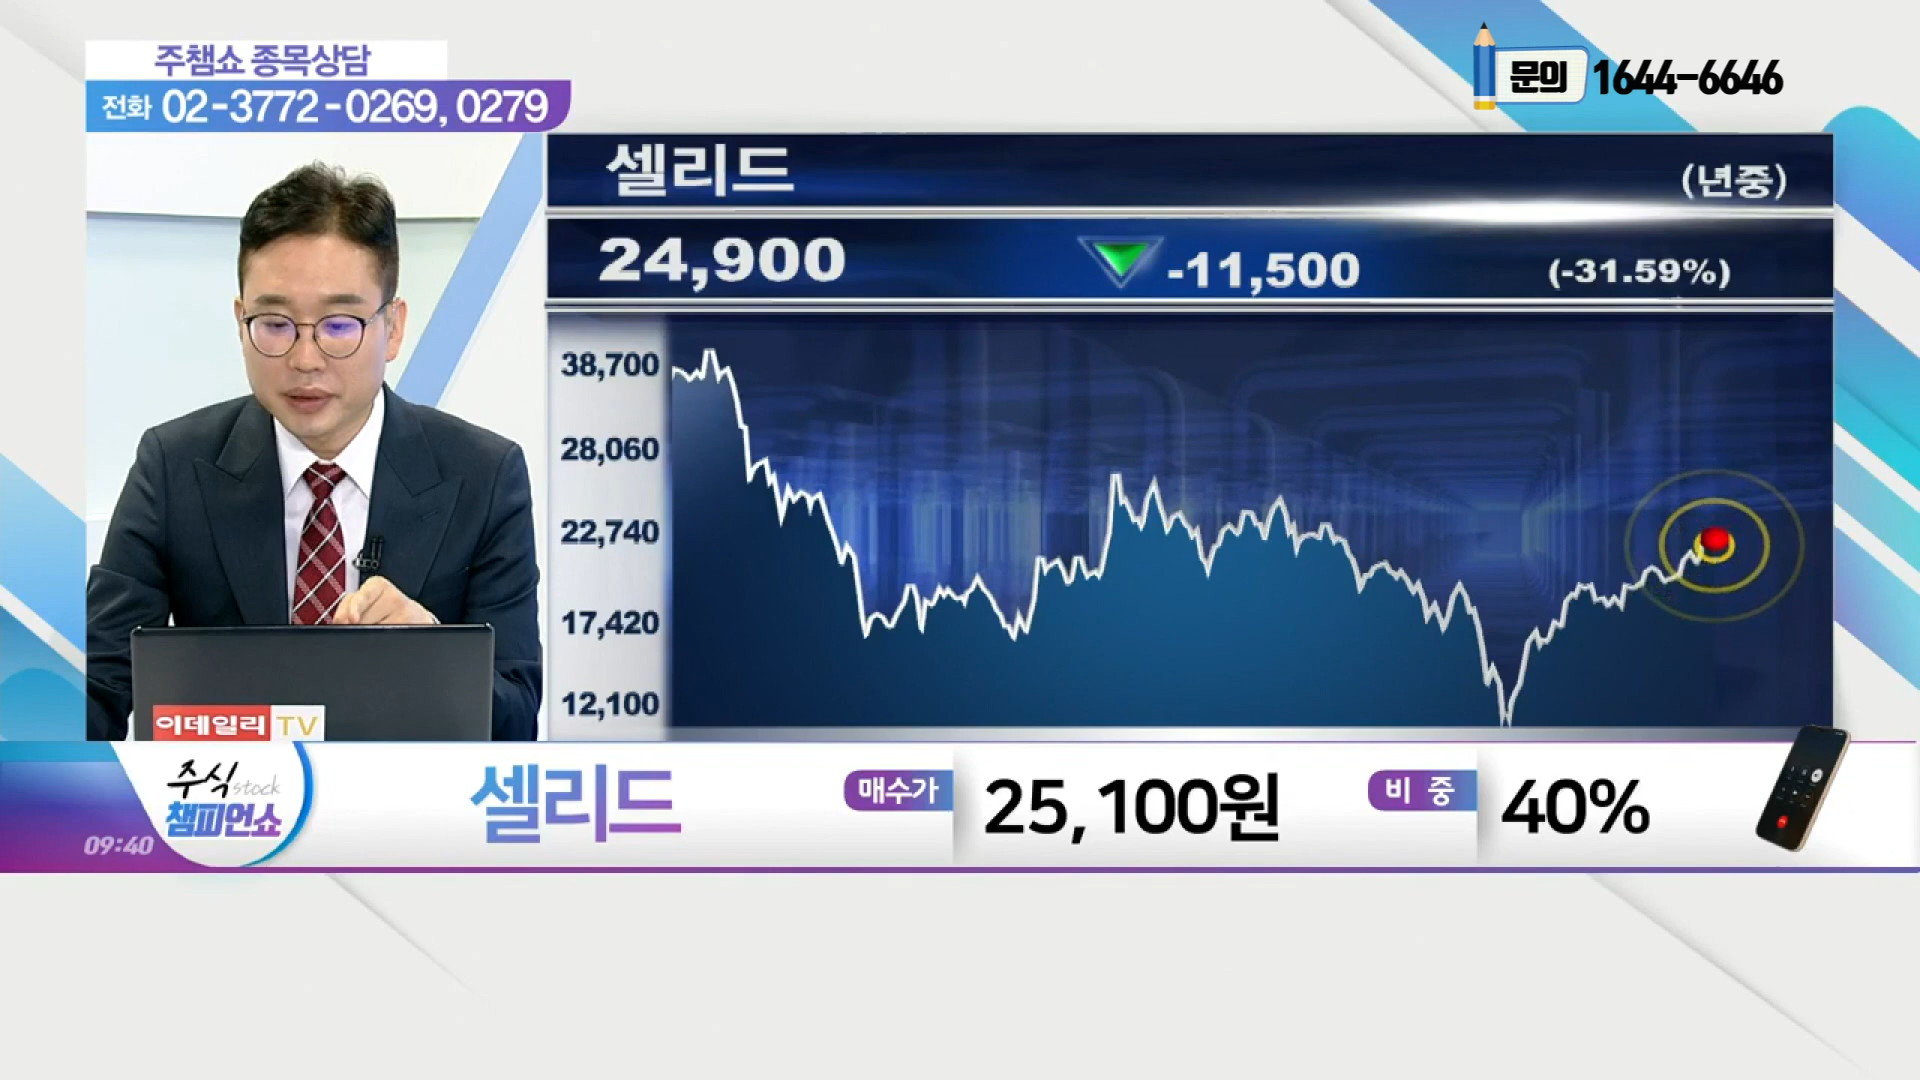 주챔쇼 종목상담
전화 02-3772-0269, 0279
문의 1644-6646
셀리드 (년중)
24,900 -11,500 (-31.59%)
38,700
28,060
22,740
17,420
12,100
이데일리 TV
주식 stock
챔피언쇼
09:40
셀리드 매수가 25,100원 비 중 40%